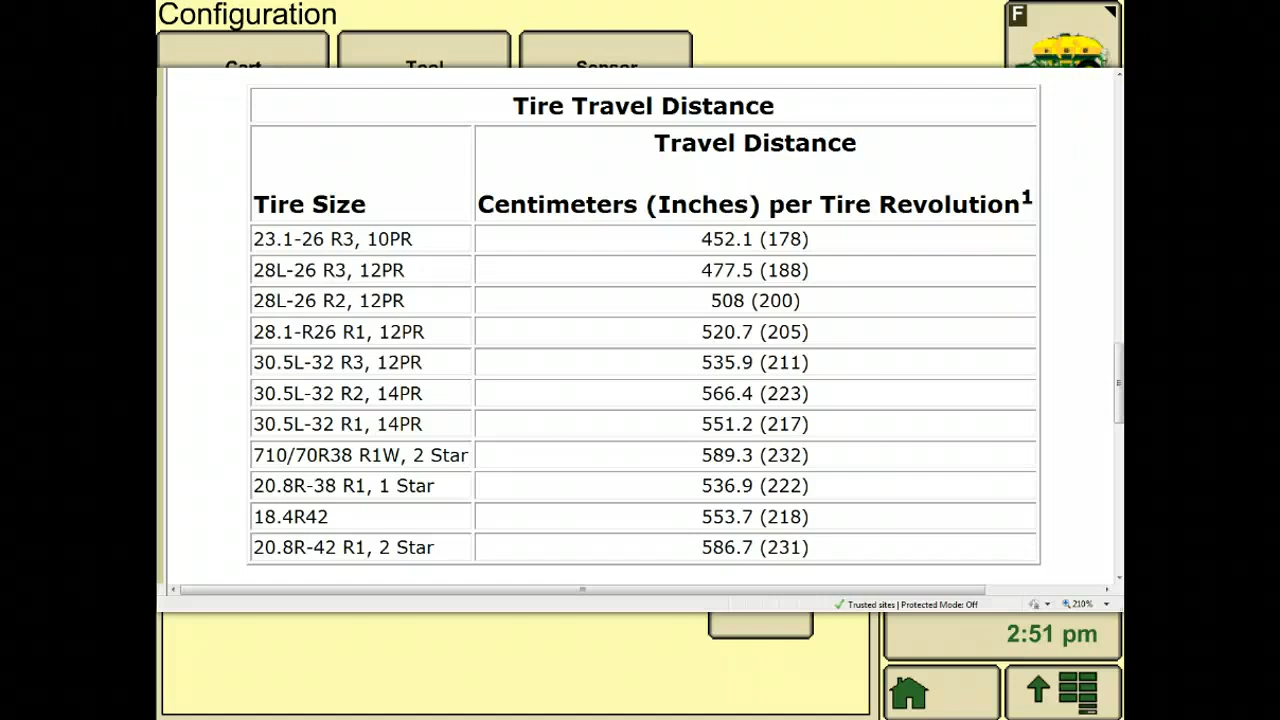 Configuration
F
Cart Tool Sensor
Tire Travel Distance
Travel Distance
Tire Size Centimeters (Inches) per Tire Revolution1
23.1-26 R3, 10PR 452.1 (178)
28L-26 R3, 12PR 477.5 (188)
28L-26 R2, 12PR 508 (200)
28.1-R26 R1, 12PR 520.7 (205)
30.5L-32 R3, 12PR 535.9 (211)
30.5L-32 R2, 14PR 566.4 (223)
30.5L-32 R1, 14PR 551.2 (217)
710/70R38 R1W, 2 Star 589.3 (232)
20.8R-38 R1, 1 Star 536.9 (222)
18.4R42 553.7 (218)
20.8R-42 R1, 2 Star 586.7 (231)
Trusted sites | Protected Mode: Off 210%
2:51 pm